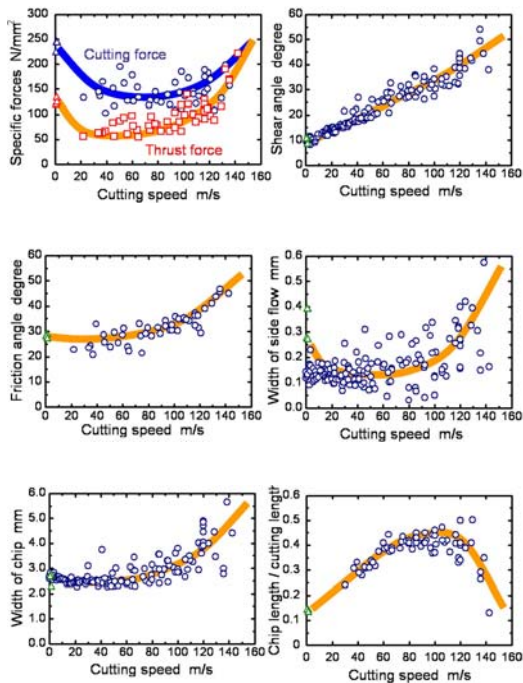 Specific forces N/mm²
250
200
150
100
50
0
Cutting force
Thrust force
0 20 40 60 80 100 120 140 160
Cutting speed m/s
Shear angle degree
60
50
40
30
20
10
0
0 20 40 60 80 100 120 140 160
Cutting speed m/s
Friction angle degree
60
50
40
30
20
10
0
0 20 40 60 80 100 120 140 160
Cutting speed m/s
Width of side flow mm
0.6
0.5
0.4
0.3
0.2
0.1
0.0
0 20 40 60 80 100 120 140 160
Cutting speed m/s
Width of chip mm
6.0
5.0
4.0
3.0
2.0
1.0
0.0
0 20 40 60 80 100 120 140 160
Cutting speed m/s
Chip length / cutting length
0.6
0.5
0.4
0.3
0.2
0.1
0
0 20 40 60 80 100 120 140 160
Cutting speed m/s